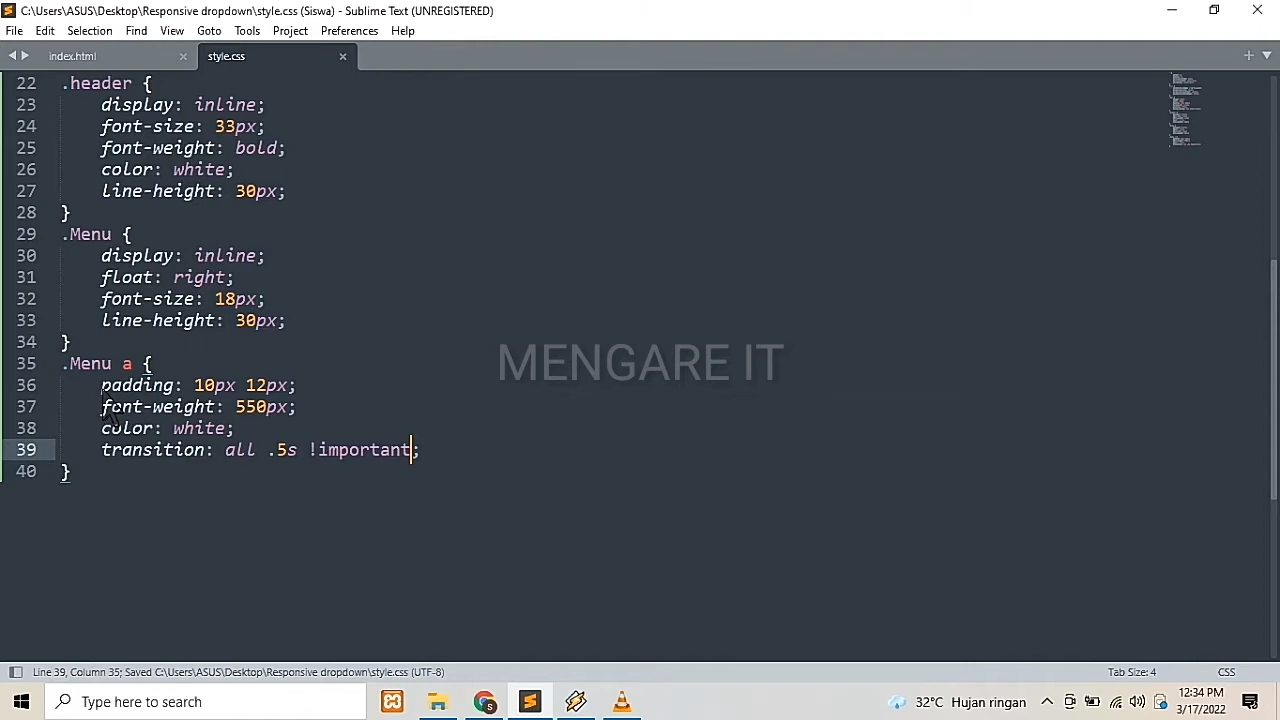 C:\Users\ASUS\Desktop\Responsive dropdown\style.css (Siswa) - Sublime Text (UNREGISTERED)
File Edit Selection Find View Goto Tools Project Preferences Help
index.html style.css
22 .header {
23 display: inline;
24 font-size: 33px;
25 font-weight: bold;
26 color: white;
27 line-height: 30px;
28 }
29 .Menu {
30 display: inline;
31 float: right;
32 font-size: 18px;
33 line-height: 30px;
34 }
35 .Menu a {
36 padding: 10px 12px;
37 font-weight: 550px;
38 color: white;
39 transition: all .5s !important;
40 }
MENGARE IT
Line 39, Column 35; Saved C:\Users\ASUS\Desktop\Responsive dropdown\style.css (UTF-8) Tab Size: 4 CSS
Type here to search 32°C Hujan ringan 12:34 PM
3/17/2022